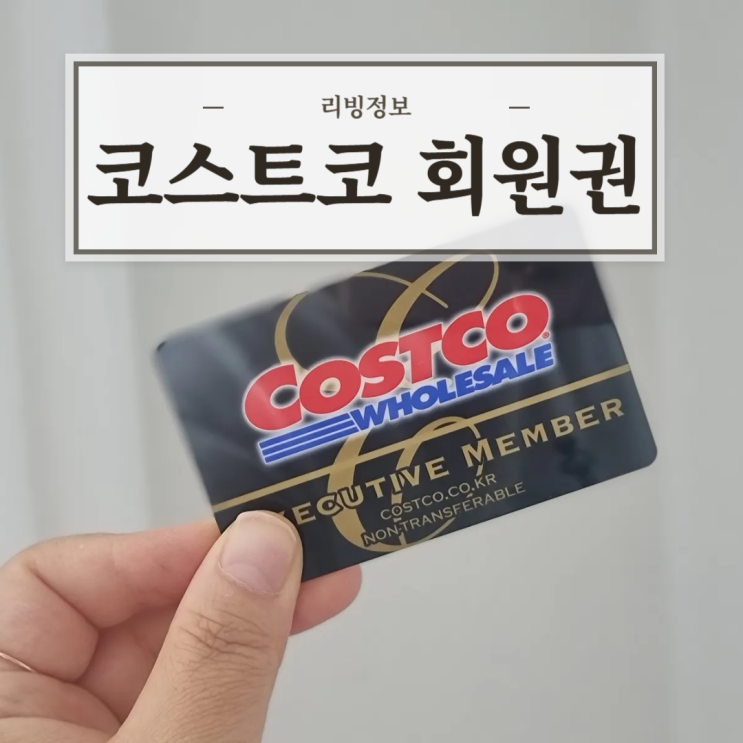 리빙정보
코스트코 회원권
COSTCO
WHOLESALE
EXECUTIVE MEMBER
COSTCO.CO.KR
NON-TRANSFERABLE